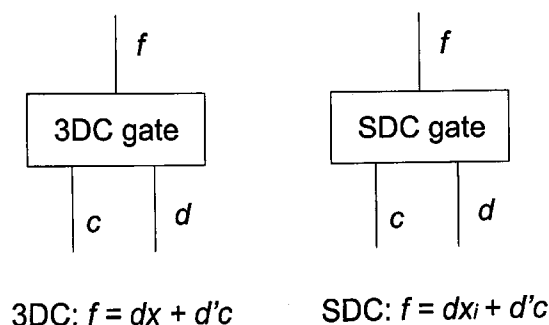 f f
3DC gate SDC gate
c d c d
3DC: f = dx + d'c SDC: f = dxi + d'c